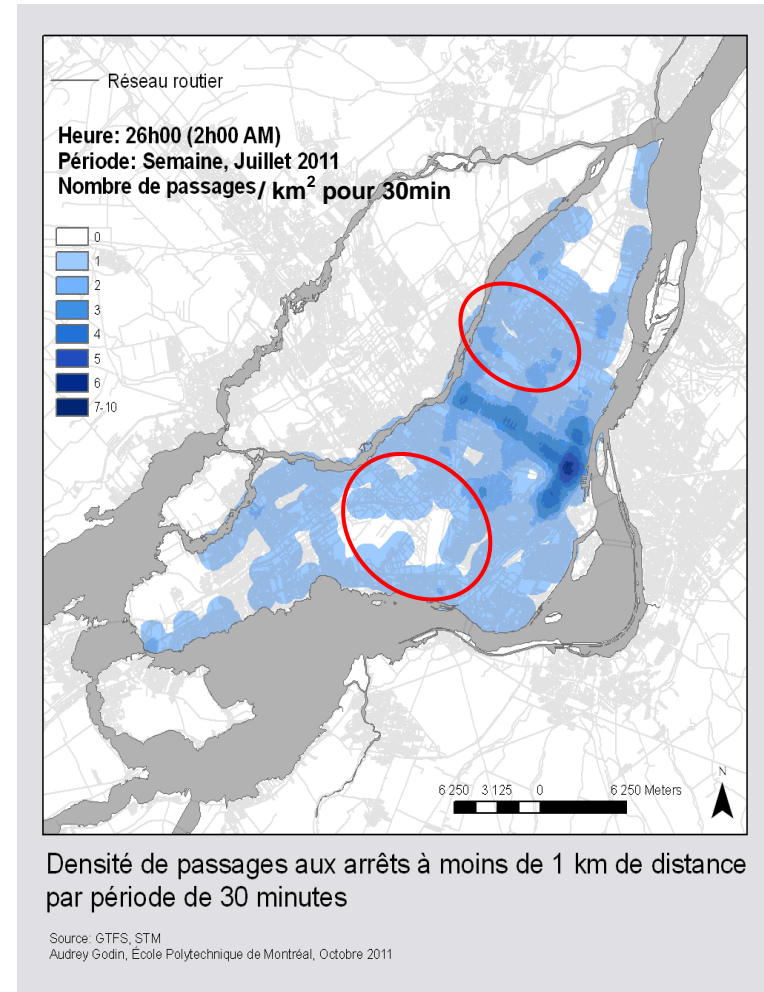 Réseau routier
Heure: 26h00 (2h00 AM)
Période: Semaine, Juillet 2011
Nombre de passages/ km² pour 30min
0
1
2
3
4
5
6
7-10
N
6 250 3 125 0 6 250 Meters
Densité de passages aux arrêts à moins de 1 km de distance
par période de 30 minutes
Source: GTFS, STM
Audrey Godin, École Polytechnique de Montréal, Octobre 2011